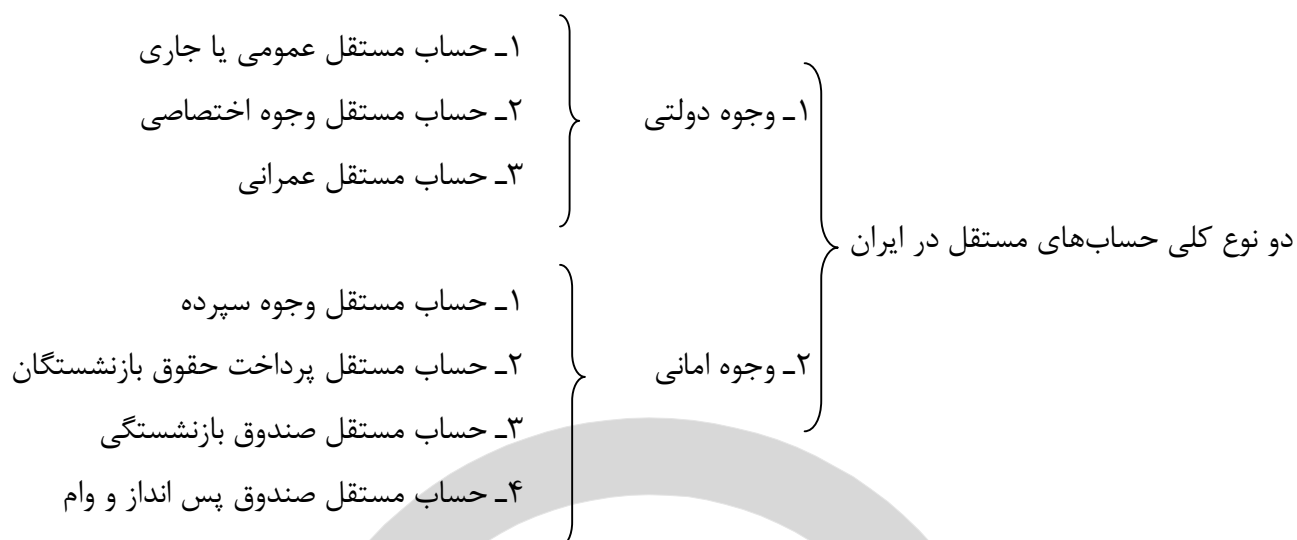 دو نوع کلی حساب‌های مستقل در ایران
۱ـ وجوه دولتی
۱ـ حساب مستقل عمومی یا جاری
۲ـ حساب مستقل وجوه اختصاصی
۳ـ حساب مستقل عمرانی
۲ـ وجوه امانی
۱ـ حساب مستقل وجوه سپرده
۲ـ حساب مستقل پرداخت حقوق بازنشستگان
۳ـ حساب مستقل صندوق بازنشستگی
۴ـ حساب مستقل صندوق پس انداز و وام